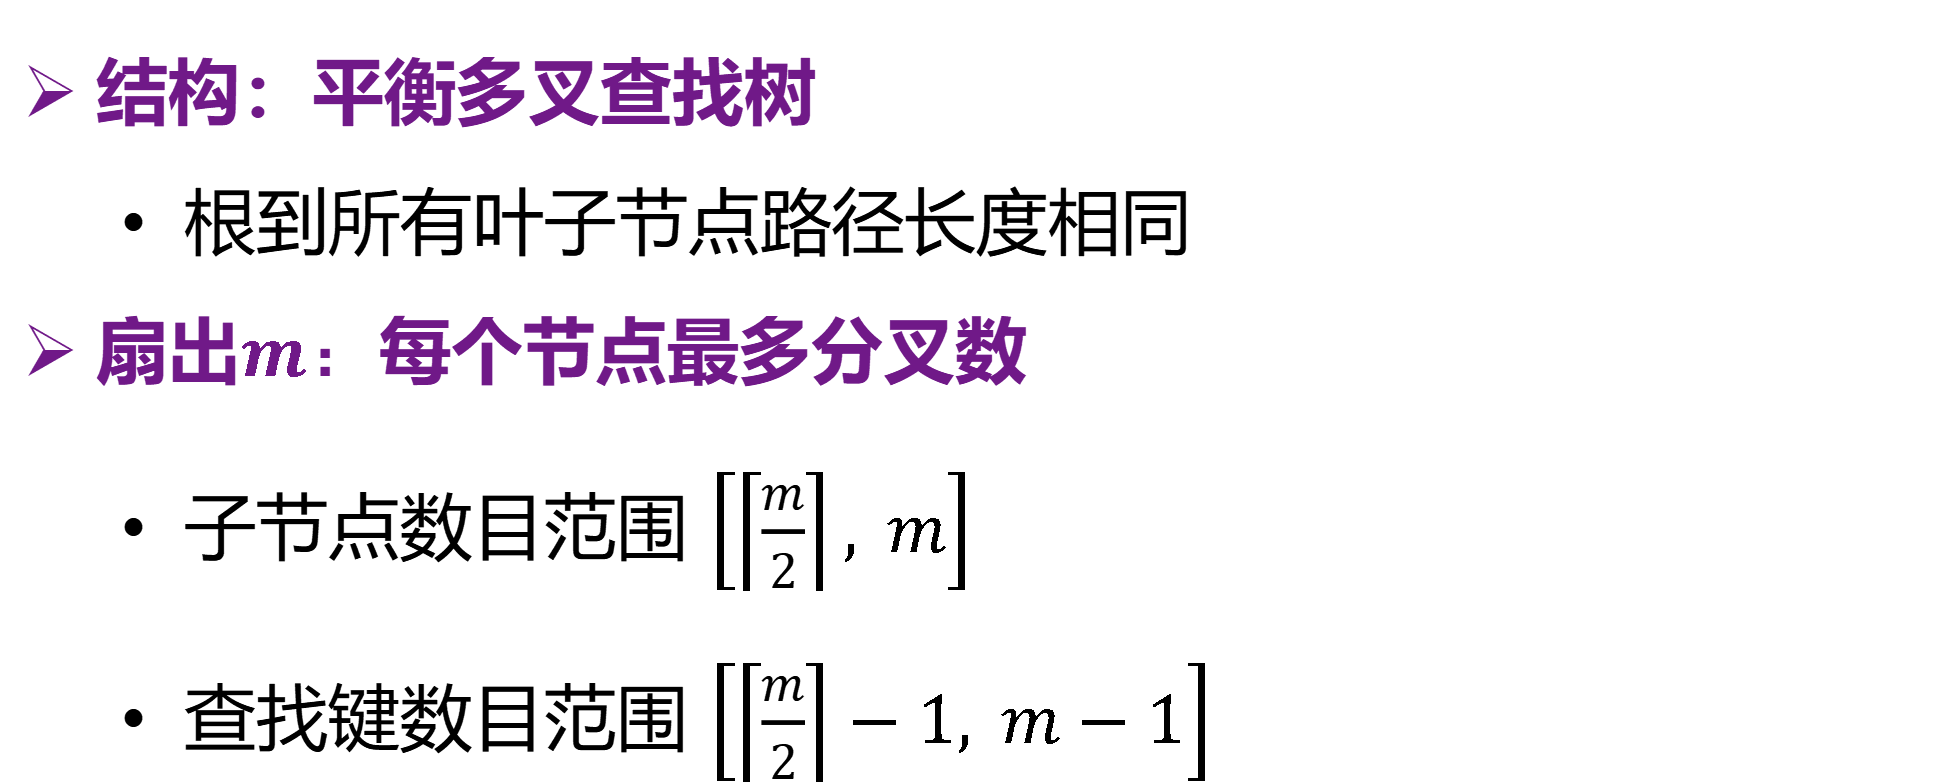 ➢ 结构：平衡多叉查找树
• 根到所有叶子节点路径长度相同
➢ 扇出m：每个节点最多分叉数
• 子节点数目范围 [⌈m/2⌉, m]
• 查找键数目范围 [⌈m/2⌉ − 1, m − 1]